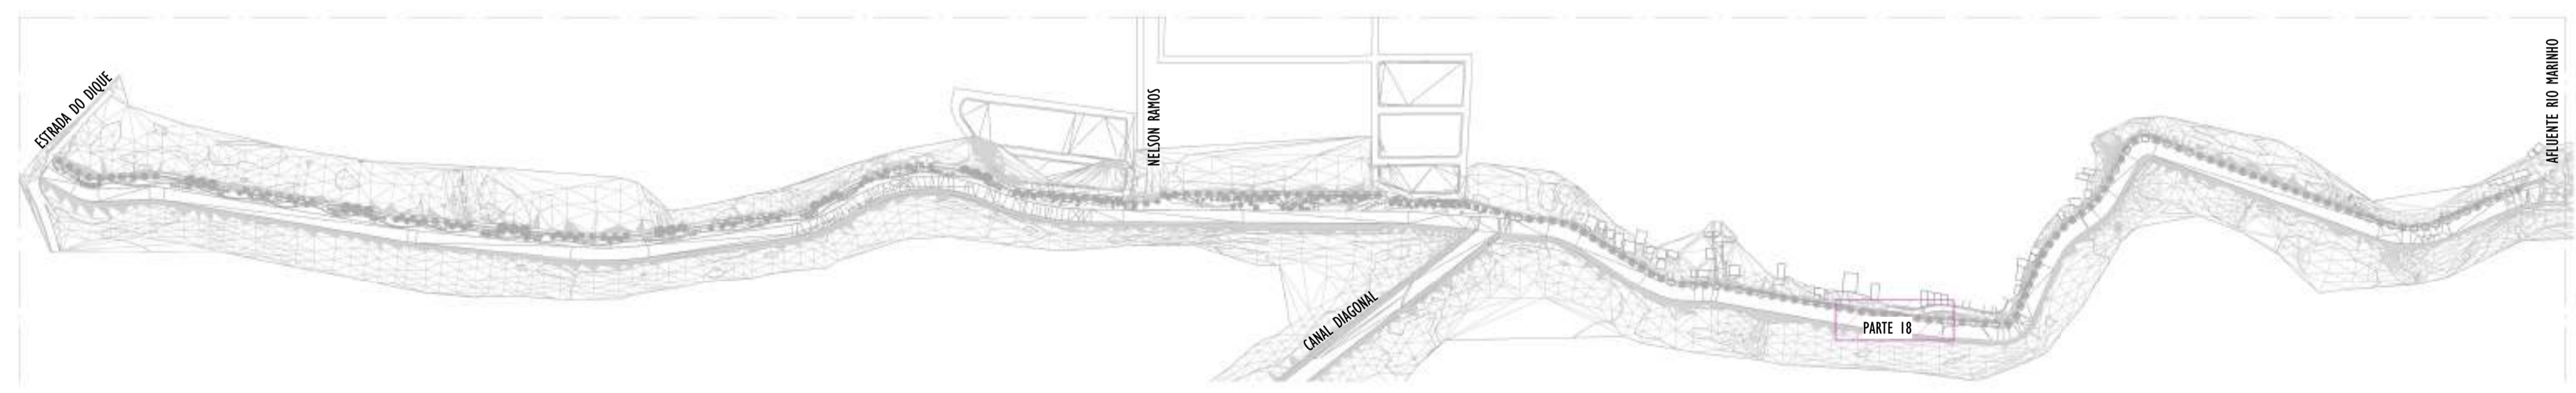 ESTRADA DO DIQUE
NELSON RAMOS
CANAL DIAGONAL
PARTE 18
AFLUENTE RIO MARINHO